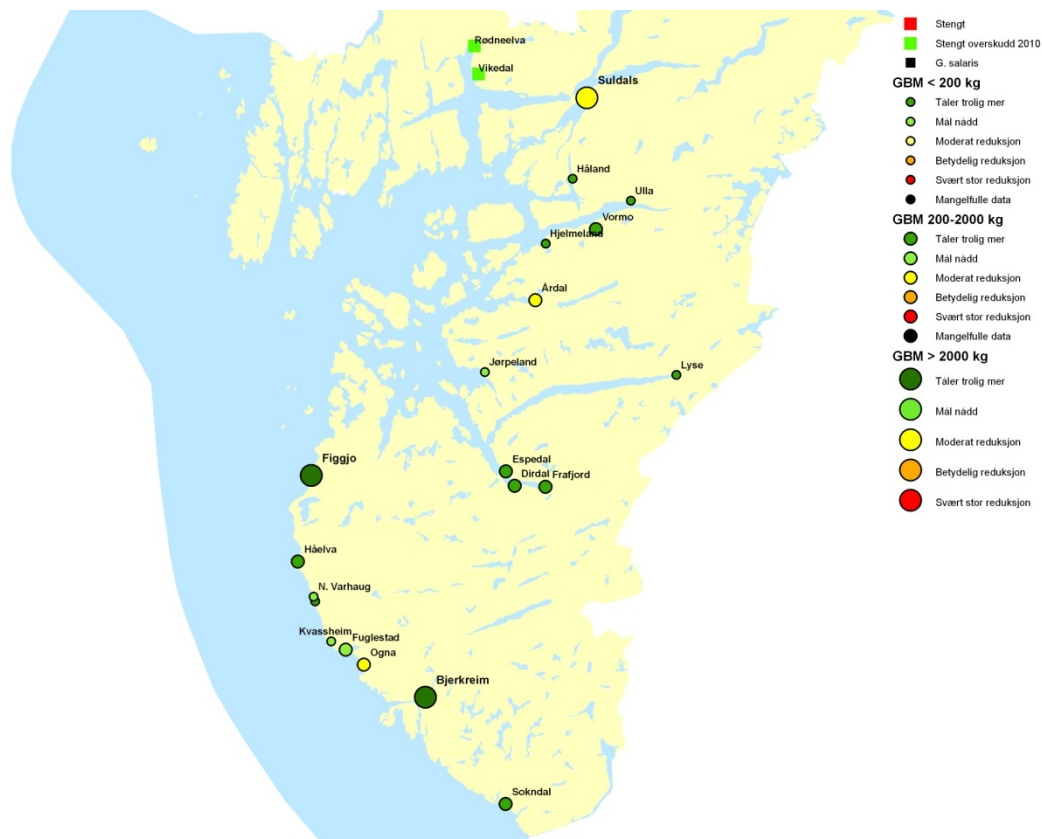 Rødneelva
Vikedal
Suldals
Håland
Ulla
Vormo
Hjelmeland
Årdal
Jørpeland
Lyse
Figgjo
Espedal
Dirdal
Frafjord
Håelva
N. Varhaug
Kvassheim
Fuglestad
Ogna
Bjerkreim
Sokndal
Stengt
Stengt overskudd 2010
G. salaris
GBM < 200 kg
Tåler trolig mer
Mål nådd
Moderat reduksjon
Betydelig reduksjon
Svært stor reduksjon
Mangelfulle data
GBM 200-2000 kg
Tåler trolig mer
Mål nådd
Moderat reduksjon
Betydelig reduksjon
Svært stor reduksjon
Mangelfulle data
GBM > 2000 kg
Tåler trolig mer
Mål nådd
Moderat reduksjon
Betydelig reduksjon
Svært stor reduksjon